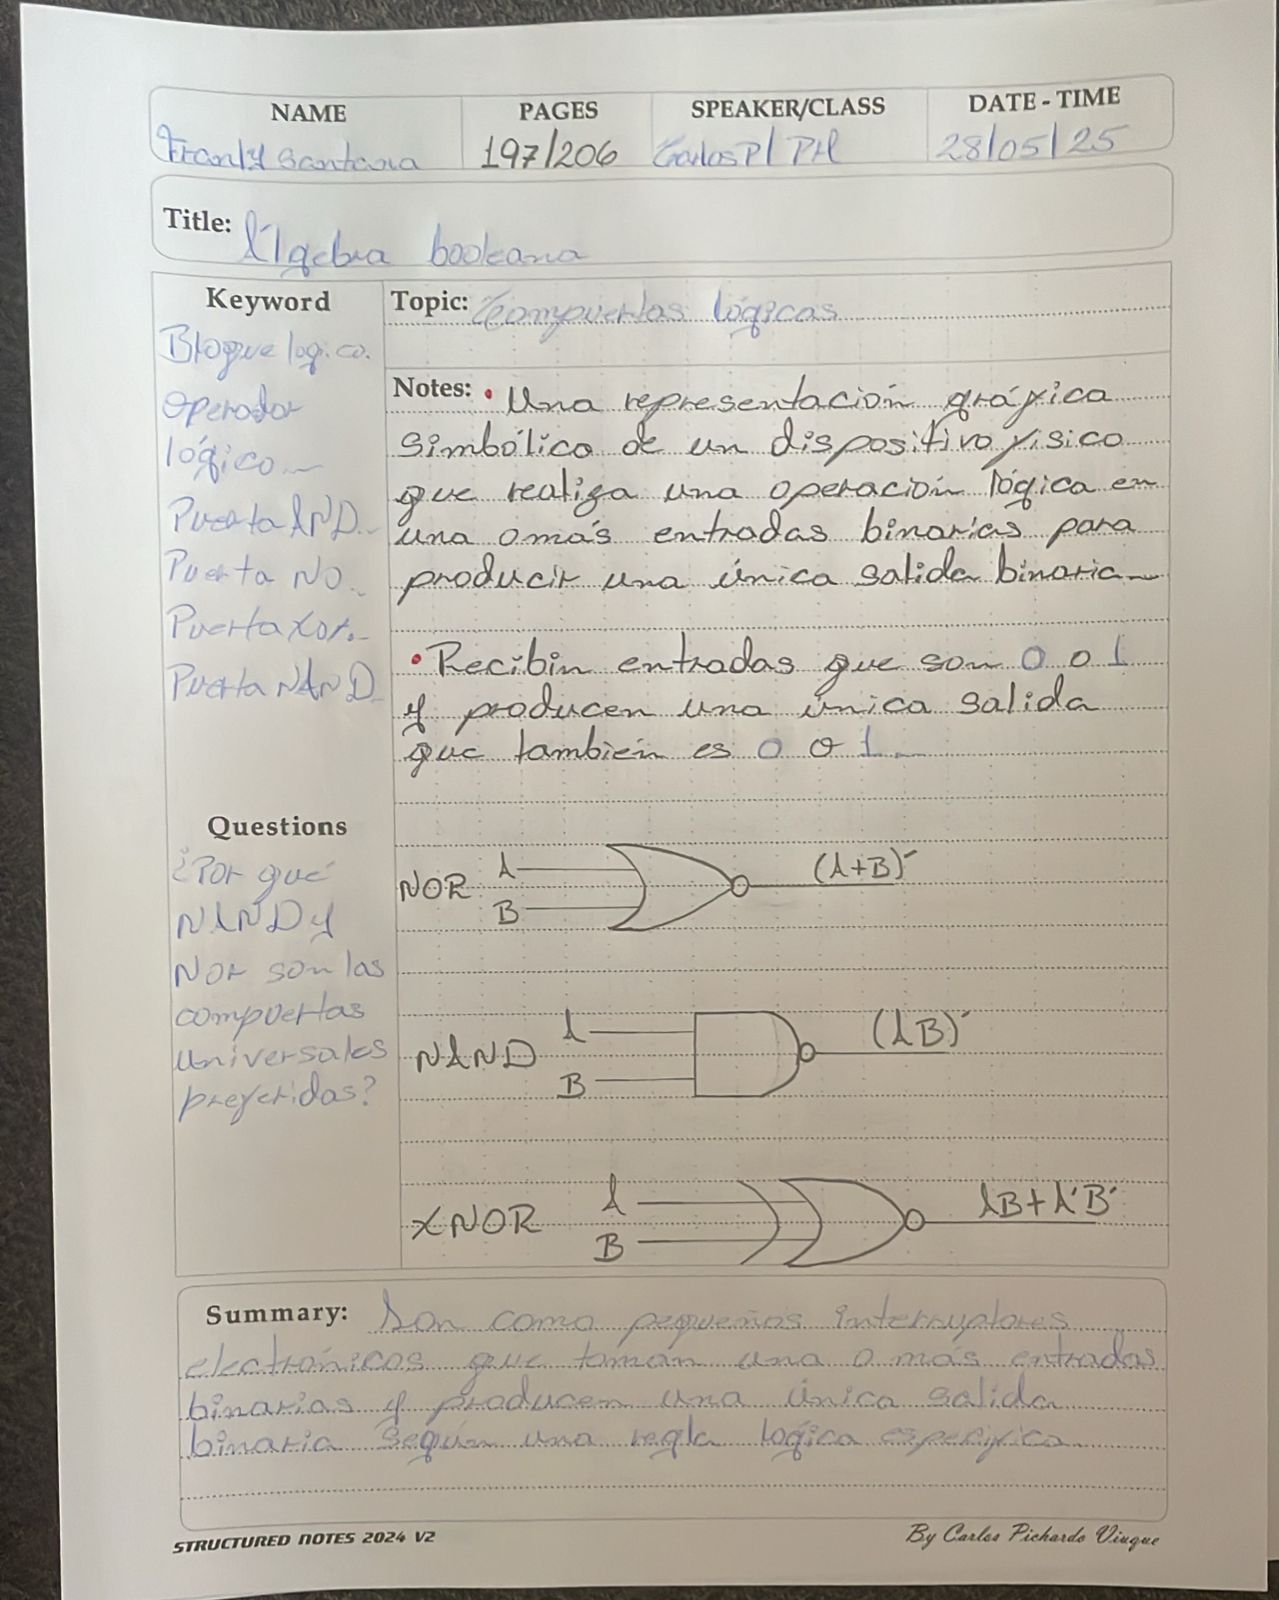 NAME
PAGES
SPEAKER/CLASS
DATE - TIME
Franly Santana
197/206
Carlos P/ PH
28/05/25
Title: Álgebra booleana
Keyword
Bloque logico.
Operador
lógico
Puerta AND
Puerta NO
Puerta Xor.
Puerta NAND
Topic: Compuertas lógicas
Notes: • Una representación gráfica
Simbólico de un dispositivo físico
que realiza una operación lógica en
una o más entradas binarias para
producir una única salida binaria
• Recibin entradas que son 0 o 1
y producen una única salida
que también es 0 o 1
Questions
¿Por qué
NAND y
Nor son las
compuertas
universales
preferidas?
NOR A B (A+B)'
NAND A B (AB)'
XNOR A B AB+A'B'
Summary: Son como pequeños interruptores
electrónicos que toman una o más entradas
binarias y producen una única salida
binaria según una regla lógica
STRUCTURED NOTES 2024 V2
By Carlos Pichardo Viuque